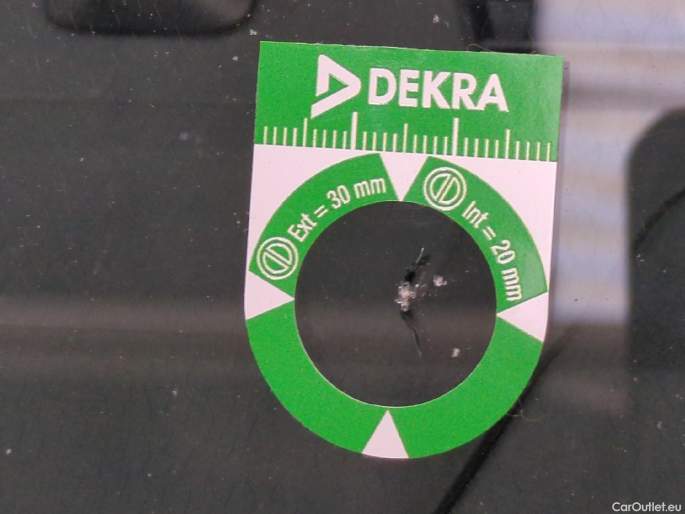 DEKRA
Ext = 30 mm
Int = 20 mm
CarOutlet.eu